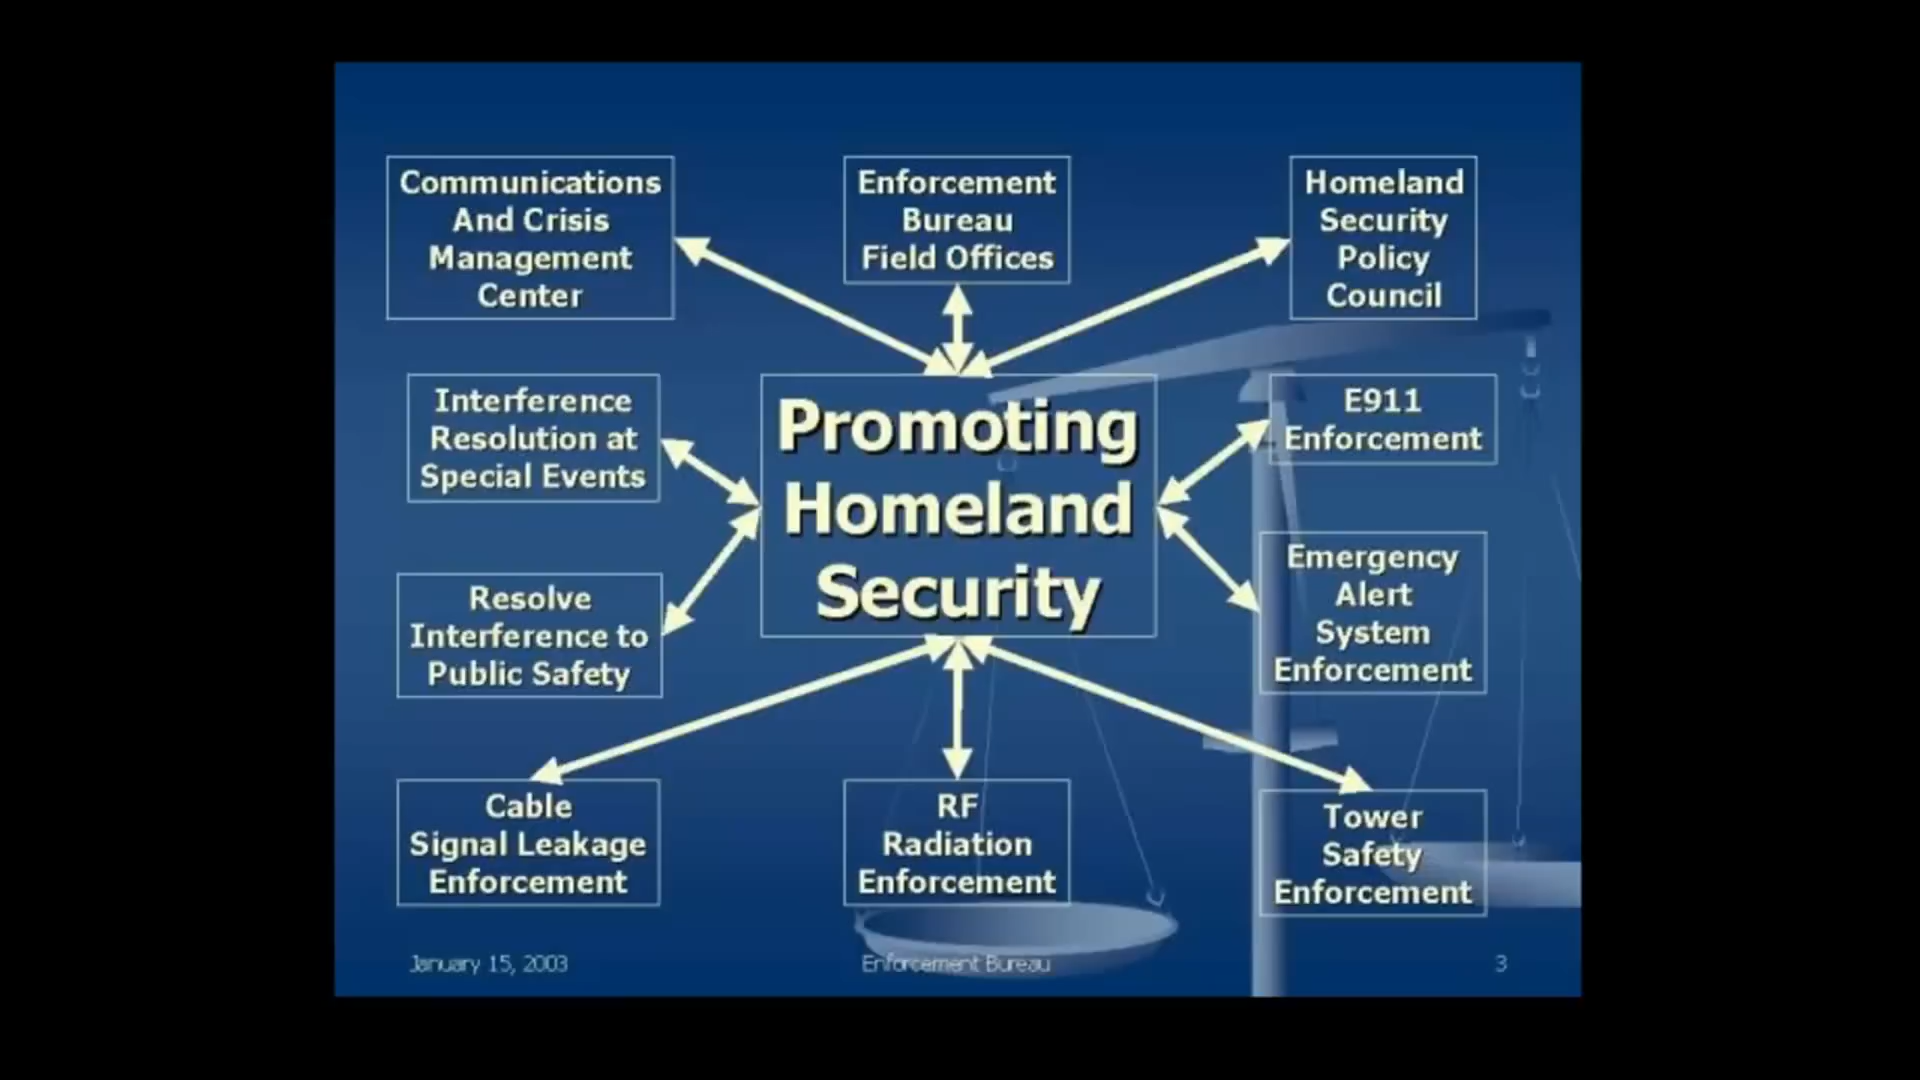 Communications
And Crisis
Management
Center
Enforcement
Bureau
Field Offices
Homeland
Security
Policy
Council
Interference
Resolution at
Special Events
Promoting
Homeland
Security
E911
Enforcement
Resolve
Interference to
Public Safety
Emergency
Alert
System
Enforcement
Cable
Signal Leakage
Enforcement
RF
Radiation
Enforcement
Tower
Safety
Enforcement
January 15, 2003
Enforcement Bureau
3